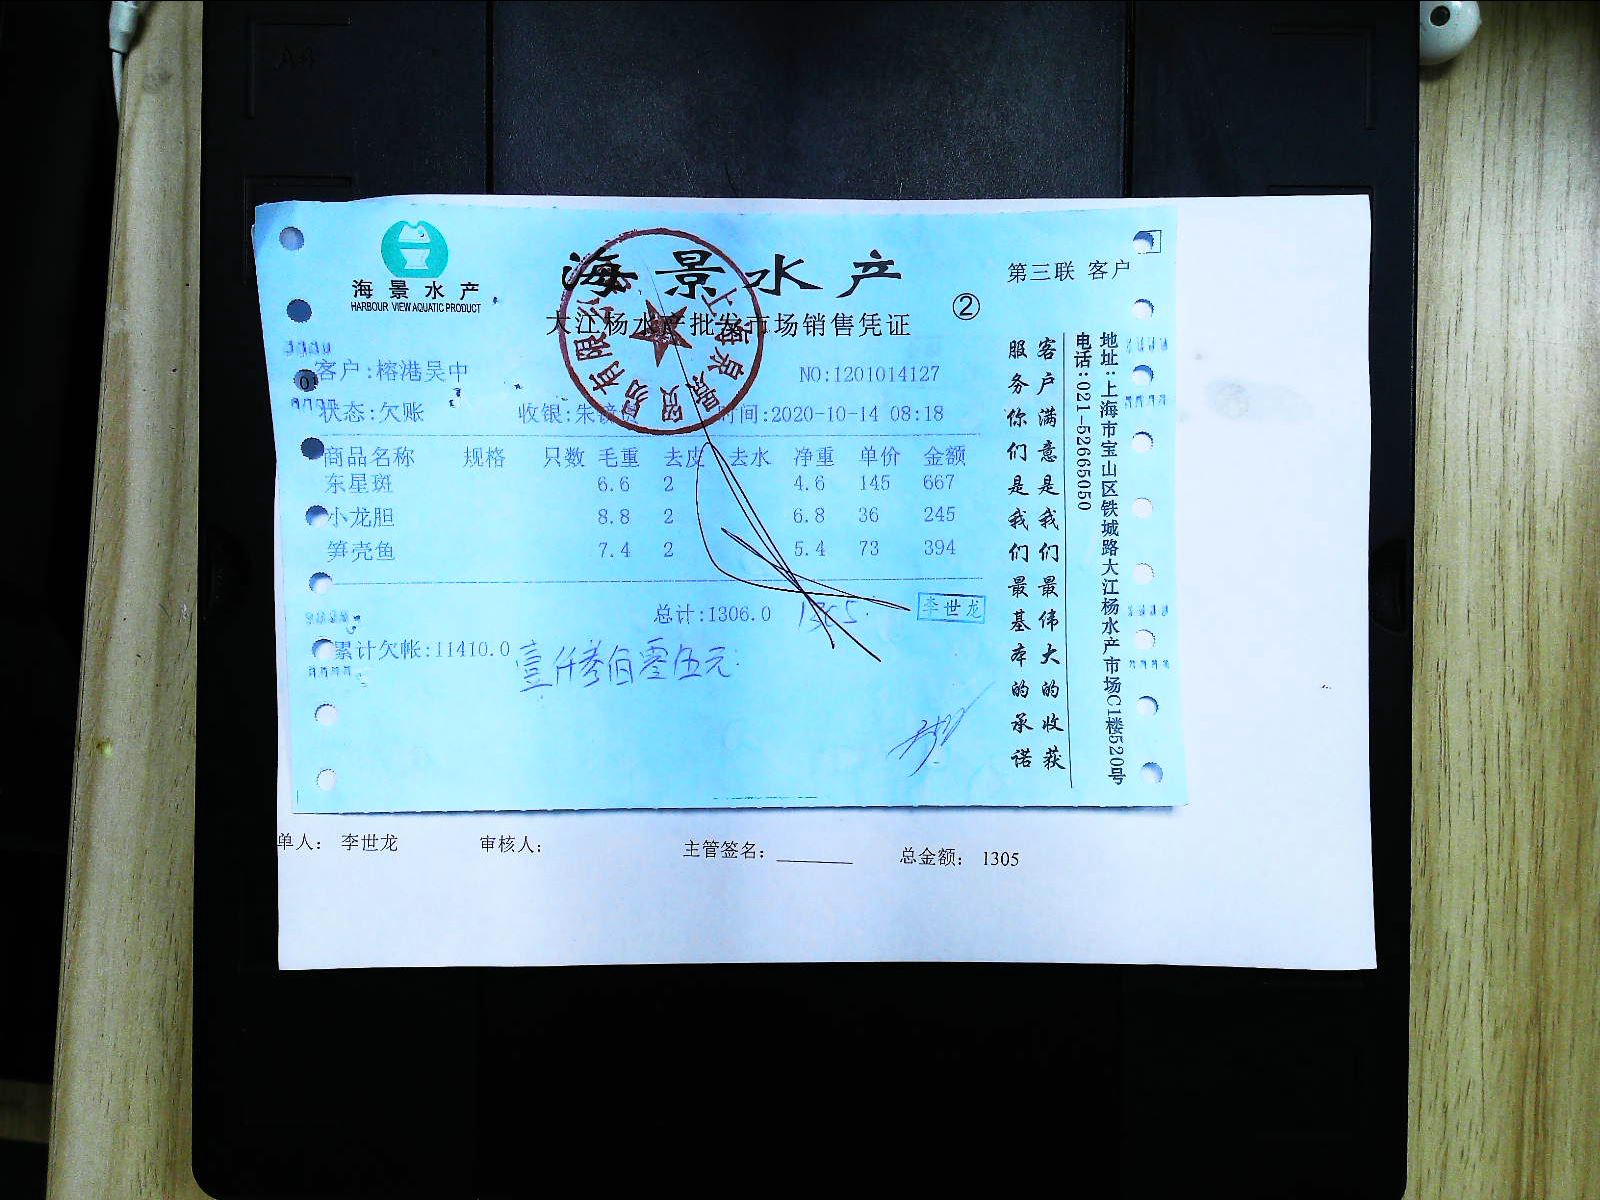 海景水产
HARBOUR VIEW AQUATIC PRODUCT
海景水产
大江杨水产批发市场销售凭证
②
第三联 客户
客户:榕港吴中
NO:1201014127
状态:欠账 收银:朱 时间:2020-10-14 08:18
商品名称 规格 只数 毛重 去皮 去水 净重 单价 金额
东星斑 6.6 2 4.6 145 667
小龙胆 8.8 2 6.8 36 245
笋壳鱼 7.4 2 5.4 73 394
总计:1306.0 1305
李世龙
累计欠帐:11410.0
壹仟叁佰零伍元
客户满意是我们最伟大的收获
服务你们是我们最基本的承诺
地址:上海市宝山区铁城路大江杨水产市场C1楼520号
电话:021-52665050
单人: 李世龙 审核人: 主管签名: 总金额: 1305